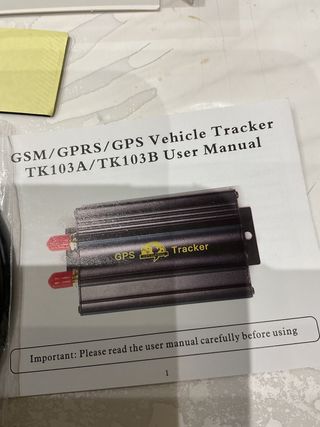 GSM/GPRS/GPS Vehicle Tracker
TK103A/TK103B User Manual
GPS Tracker
Important: Please read the user manual carefully before using
1